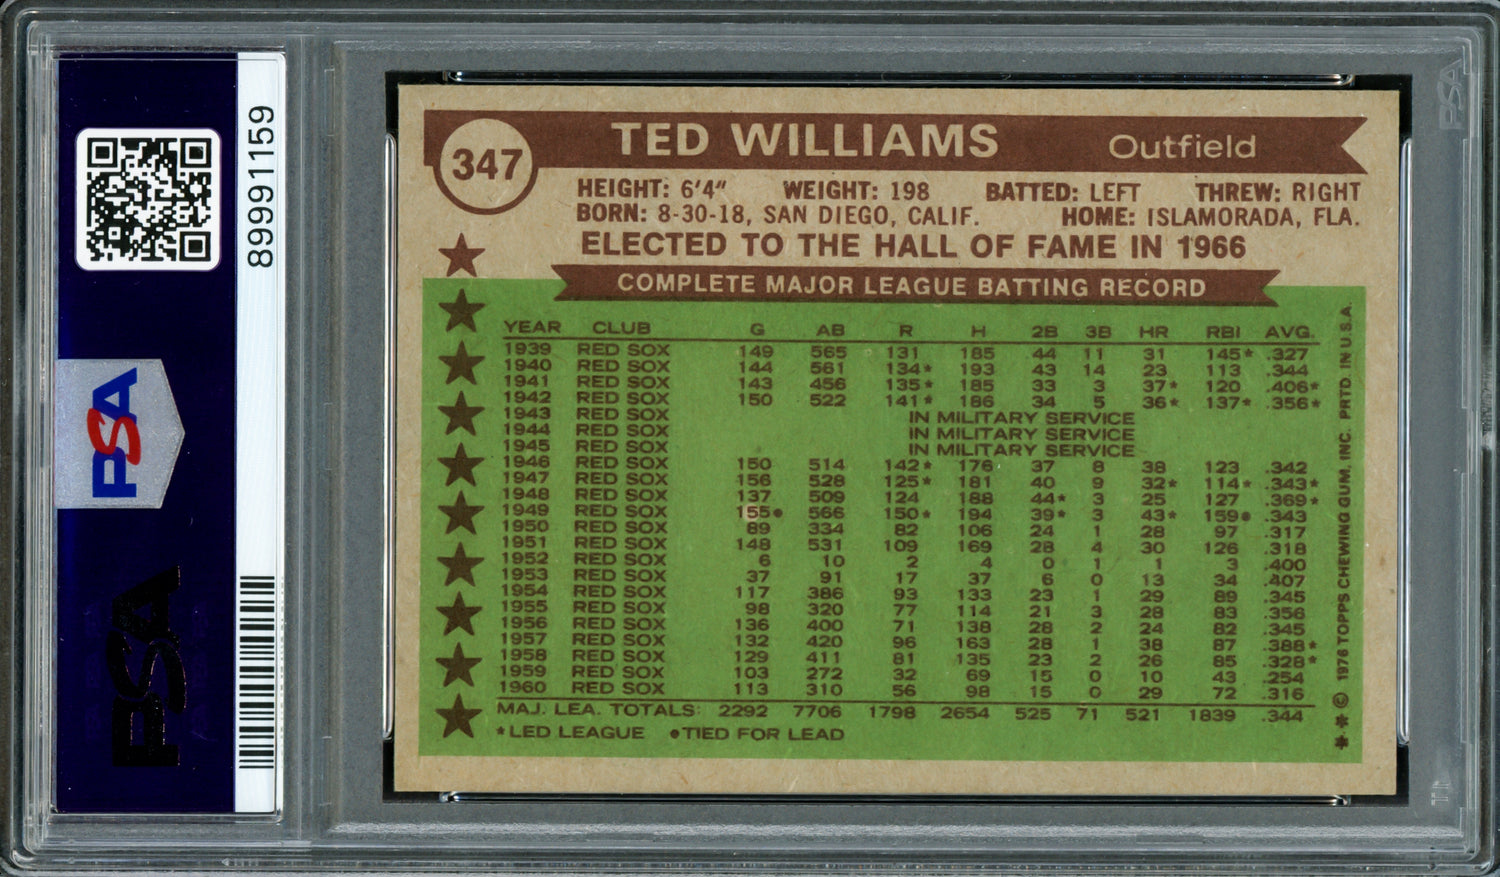 PSA
89991159
PSA
PSA
347
TED WILLIAMS Outfield
HEIGHT: 6'4" WEIGHT: 198 BATTED: LEFT THREW: RIGHT
BORN: 8-30-18, SAN DIEGO, CALIF. HOME: ISLAMORADA, FLA.
ELECTED TO THE HALL OF FAME IN 1966
COMPLETE MAJOR LEAGUE BATTING RECORD
YEAR CLUB G AB R H 2B 3B HR RBI AVG.
1939 RED SOX 149 565 131 185 44 11 31 145* .327
1940 RED SOX 144 561 134* 193 43 14 23 113 .344
1941 RED SOX 143 456 135* 185 33 3 37* 120 .406*
1942 RED SOX 150 522 141* 186 34 5 36* 137* .356*
1943 RED SOX IN MILITARY SERVICE
1944 RED SOX IN MILITARY SERVICE
1945 RED SOX IN MILITARY SERVICE
1946 RED SOX 150 514 142* 176 37 8 38 123 .342
1947 RED SOX 156 528 125* 181 40 9 32* 114* .343*
1948 RED SOX 137 509 124 188 44* 3 25 127 .369*
1949 RED SOX 155● 566 150* 194 39* 3 43* 159● .343
1950 RED SOX 89 334 82 106 24 1 28 97 .317
1951 RED SOX 148 531 109 169 28 4 30 126 .318
1952 RED SOX 6 10 2 4 0 1 1 3 .400
1953 RED SOX 37 91 17 37 6 0 13 34 .407
1954 RED SOX 117 386 93 133 23 1 29 89 .345
1955 RED SOX 98 320 77 114 21 3 28 83 .356
1956 RED SOX 136 400 71 138 28 2 24 82 .345
1957 RED SOX 132 420 96 163 28 1 38 87 .388*
1958 RED SOX 129 411 81 135 23 2 26 85 .328*
1959 RED SOX 103 272 32 69 15 0 10 43 .254
1960 RED SOX 113 310 56 98 15 0 29 72 .316
MAJ. LEA. TOTALS: 2292 7706 1798 2654 525 71 521 1839 .344
*LED LEAGUE ●TIED FOR LEAD
** © 1976 TOPPS CHEWING GUM, INC. PRTD. IN U.S.A.
PSA